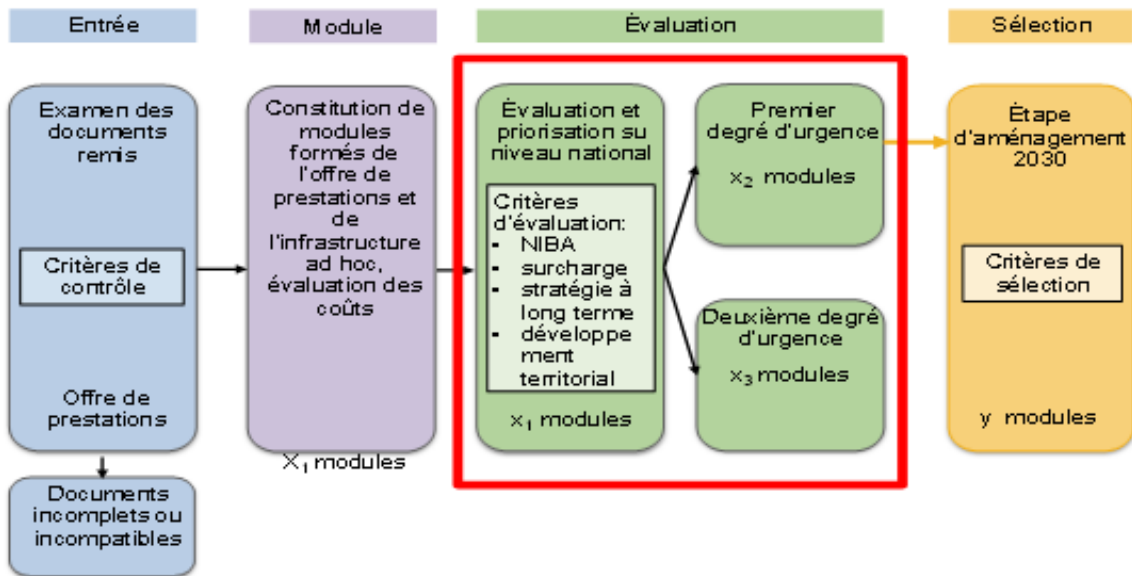 Entrée
Module
Évaluation
Sélection
Examen des
documents
remis
Critères de
contrôle
Offre de
prestations
Documents
incomplets ou
incompatibles
Constitution de
modules
formés de
l'offre de
prestations et
de
l'infrastructure
ad hoc,
évaluation des
coûts
X₁ modules
Évaluation et
priorisation su
niveau national
Critères
d'évaluation:
- NIBA
- surcharge
- stratégie à
long terme
- développe
ment
territorial
x₁ modules
Premier
degré d'urgence
x₂ modules
Deuxième degré
d'urgence
x₃ modules
Étape
d'aménagement
2030
Critères de
sélection
y modules